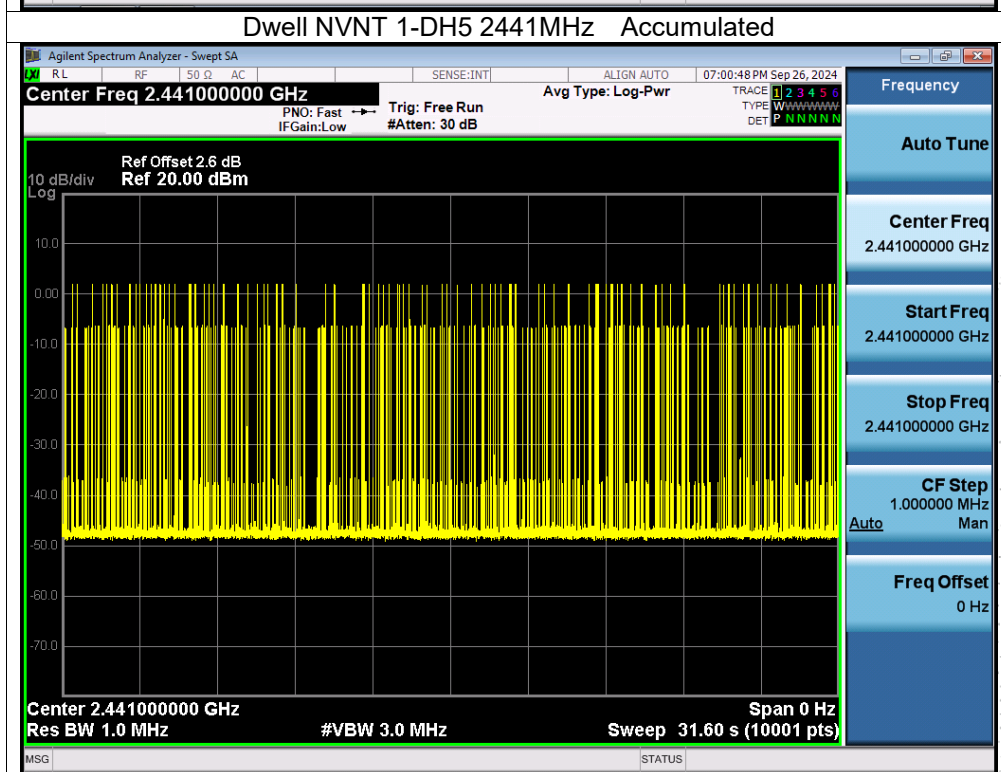 Dwell NVNT 1-DH5 2441MHz Accumulated
Agilent Spectrum Analyzer - Swept SA
LXI RL RF 50 Ω AC SENSE:INT ALIGN AUTO 07:00:48 PM Sep 26, 2024
Center Freq 2.441000000 GHz
PNO: Fast
IFGain:Low
Trig: Free Run
#Atten: 30 dB
Avg Type: Log-Pwr
TRACE 1 2 3 4 5 6
TYPE WWWWWWW
DET P N N N N N
Ref Offset 2.6 dB
10 dB/div Ref 20.00 dBm
Log
10.0
0.00
-10.0
-20.0
-30.0
-40.0
-50.0
-60.0
-70.0
Center 2.441000000 GHz Span 0 Hz
Res BW 1.0 MHz #VBW 3.0 MHz Sweep 31.60 s (10001 pts)
MSG STATUS
Frequency
Auto Tune
Center Freq
2.441000000 GHz
Start Freq
2.441000000 GHz
Stop Freq
2.441000000 GHz
CF Step
1.000000 MHz
Auto Man
Freq Offset
0 Hz